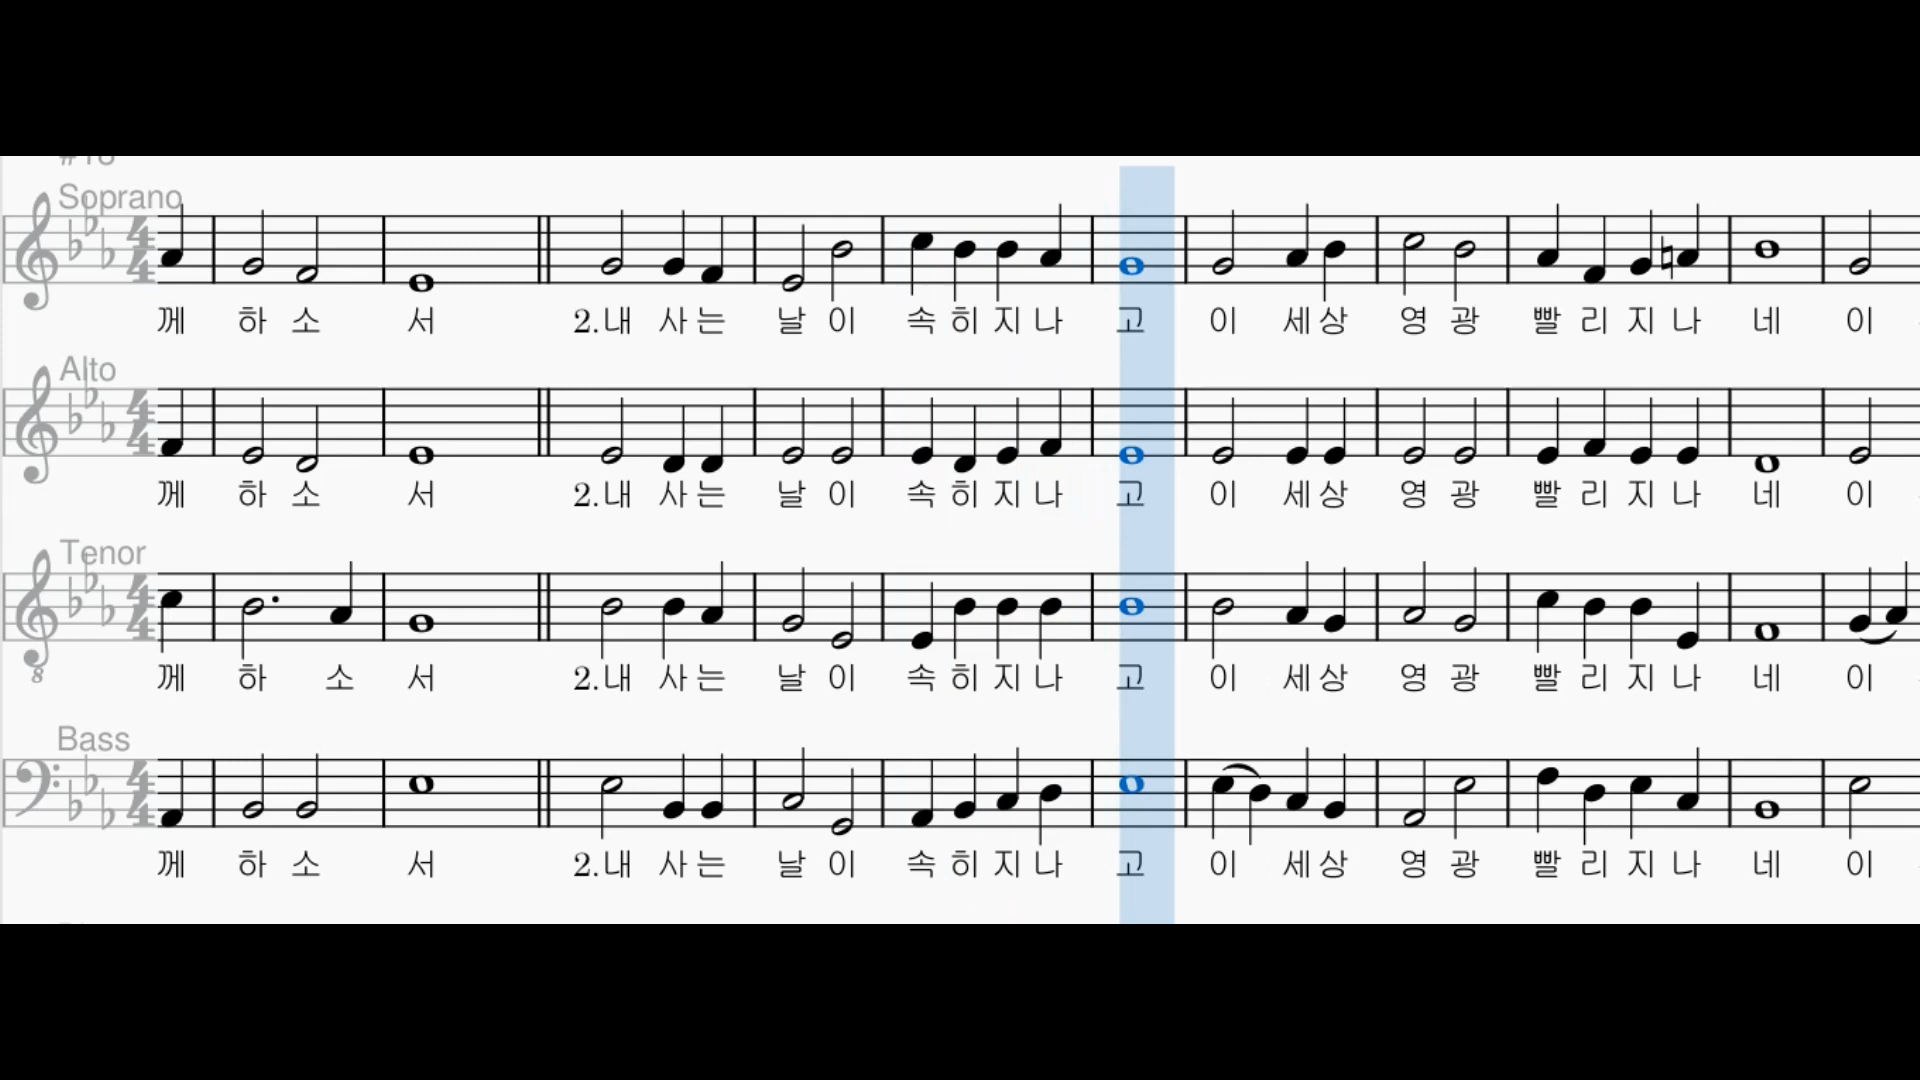 #18
Soprano
께 하 소 서 2.내 사 는 날 이 속 히 지 나 고 이 세 상 영 광 빨 리 지 나 네 이
Alto
께 하 소 서 2.내 사 는 날 이 속 히 지 나 고 이 세 상 영 광 빨 리 지 나 네 이
Tenor
8
께 하 소 서 2.내 사 는 날 이 속 히 지 나 고 이 세 상 영 광 빨 리 지 나 네 이
Bass
께 하 소 서 2.내 사 는 날 이 속 히 지 나 고 이 세 상 영 광 빨 리 지 나 네 이